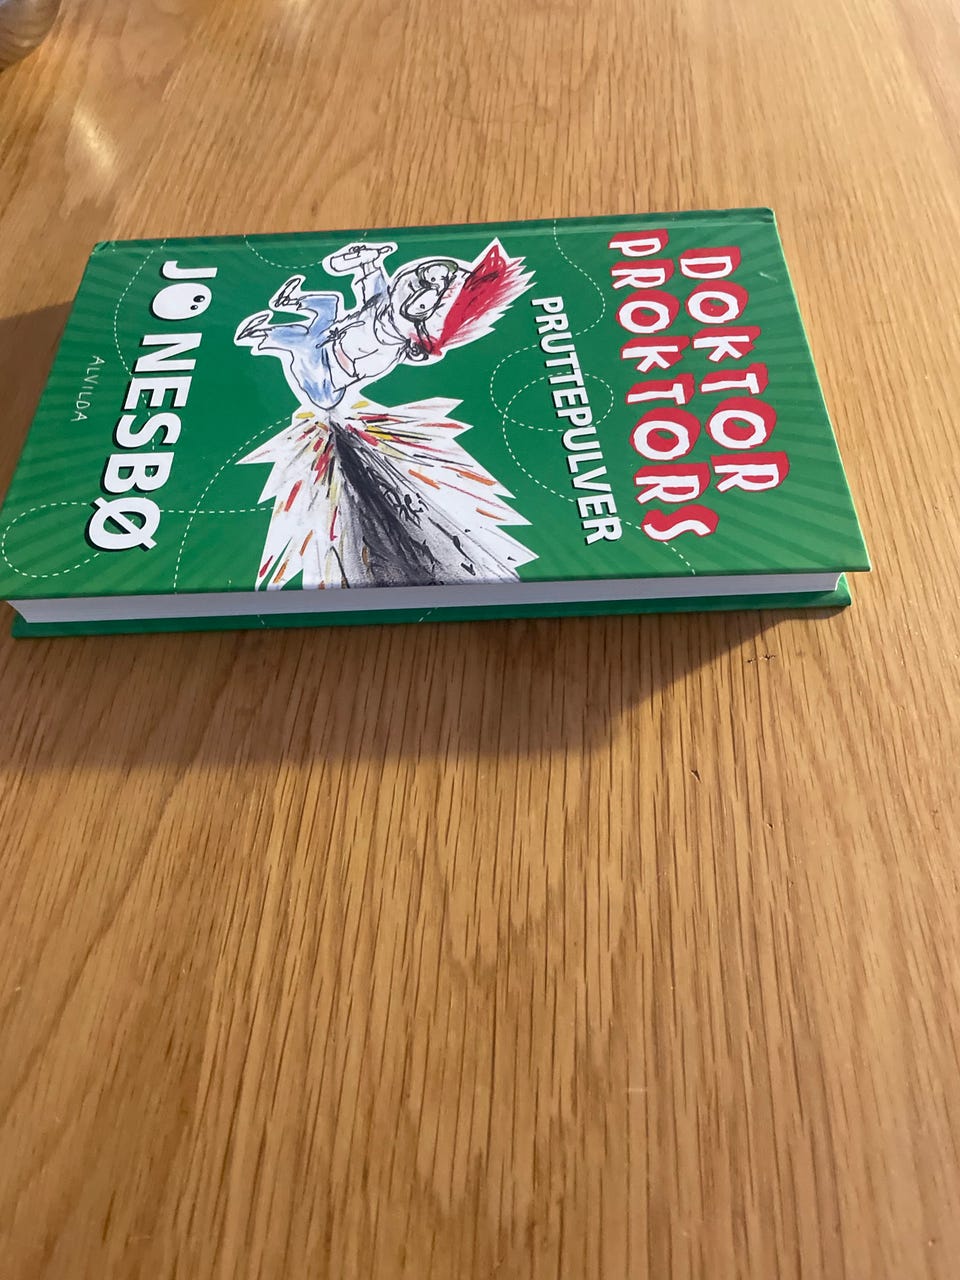 DOKTOR
PROKTORS
PRUTTEPULVER
JO NESBØ
ALVILDA